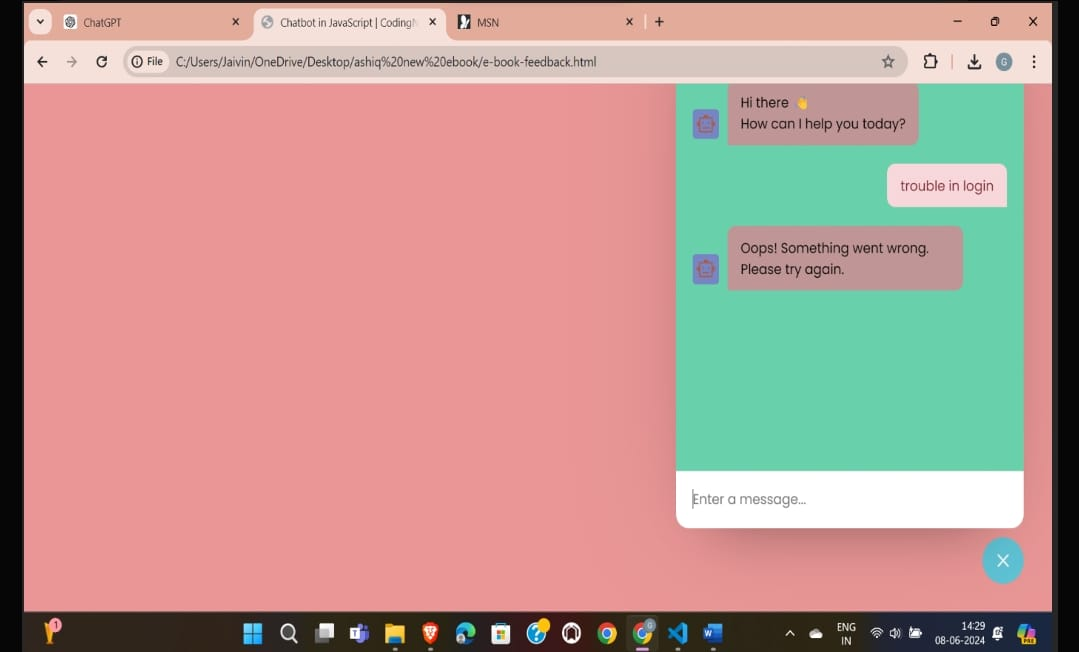 ChatGPT
Chatbot in JavaScript | Coding
MSN
File
C:/Users/Jaivin/OneDrive/Desktop/ashiq%20new%20ebook/e-book-feedback.html
G
Hi there 👋
How can I help you today?
trouble in login
Oops! Something went wrong.
Please try again.
Enter a message...
1
ENG
IN
14:29
08-06-2024
PRE